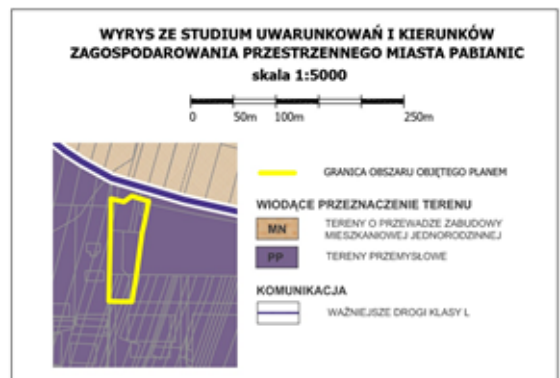 WYRYS ZE STUDIUM UWARUNKOWAŃ I KIERUNKÓW
ZAGOSPODAROWANIA PRZESTRZENNEGO MIASTA PABIANIC
skala 1:5000
0 50m 100m 250m
GRANICA OBSZARU OBJĘTEGO PLANEM
WIODĄCE PRZEZNACZENIE TERENU
MN TERENY O PRZEWADZE ZABUDOWY
MIESZKANIOWEJ JEDNORODZINNEJ
PP TERENY PRZEMYSŁOWE
KOMUNIKACJA
WAŻNIEJSZE DROGI KLASY L